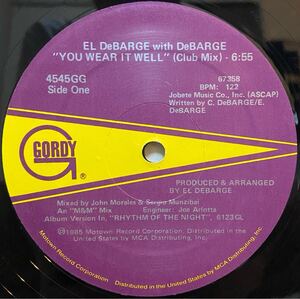 EL DeBARGE with DeBARGE
"YOU WEAR IT WELL" (Club Mix) - 6:55
4545GG
Side One
67358
BPM: 122
Jobete Music Co., Inc. (ASCAP)
Written by C. DeBARGE/E.
DeBARGE
G
GORDY
PRODUCED & ARRANGED
BY EL DEBARGE
Mixed by John Morales & Sergio Munzibai
An "M&M" Mix
Engineer: Joe Arlotta
Album Version In, "RHYTHM OF THE NIGHT", 6123GL
℗1985 Motown Record Corporation. Distributed in the
United States by MCA Distributing, Inc.
Motown Record Corporation. Distributed in the United States by MCA Distributing, Inc.